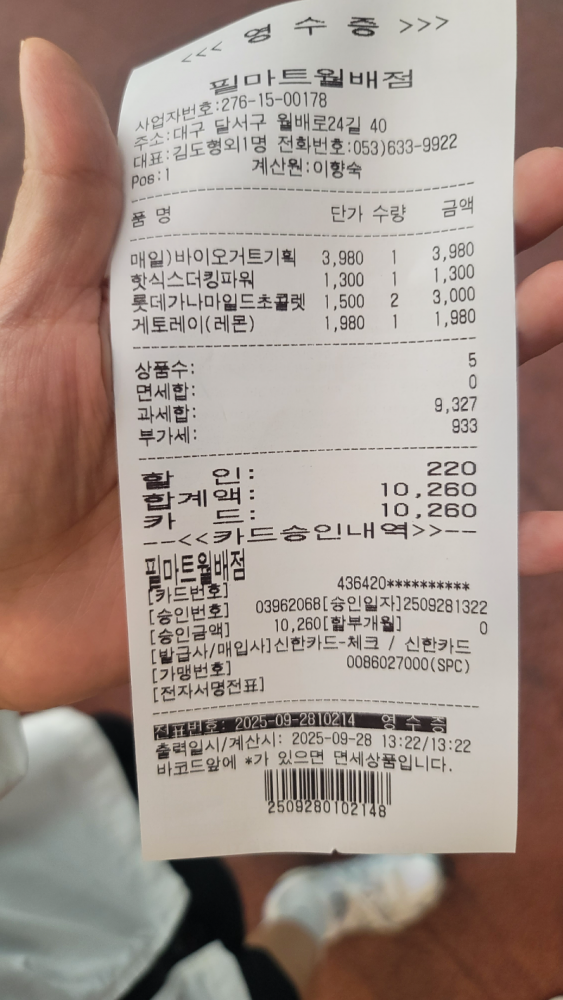 <<< 영 수 증 >>>
필마트월배점
사업자번호:276-15-00178
주소:대구 달서구 월배로24길 40
대표:김도형외1명 전화번호:053)633-9922
Pos:1 계산원:이향숙
품 명 단가 수량 금액
매일)바이오거트기획 3,980 1 3,980
핫식스더킹파워 1,300 1 1,300
롯데가나마일드초콜렛 1,500 2 3,000
게토레이(레몬) 1,980 1 1,980
상품수: 5
면세합: 0
과세합: 9,327
부가세: 933
할 인: 220
합계액: 10,260
카 드: 10,260
--<<카드승인내역>>--
필마트월배점
[카드번호] 436420**********
[승인번호] 03962068[승인일자]2509281322
[승인금액] 10,260[할부개월] 0
[발급사/매입사]신한카드-체크 / 신한카드
[가맹번호] 0086027000(SPC)
[전자서명전표]
전표번호: 2025-09-2810214 영 수 증
출력일시/계산시: 2025-09-28 13:22/13:22
바코드앞에 *가 있으면 면세상품입니다.
2509280102148